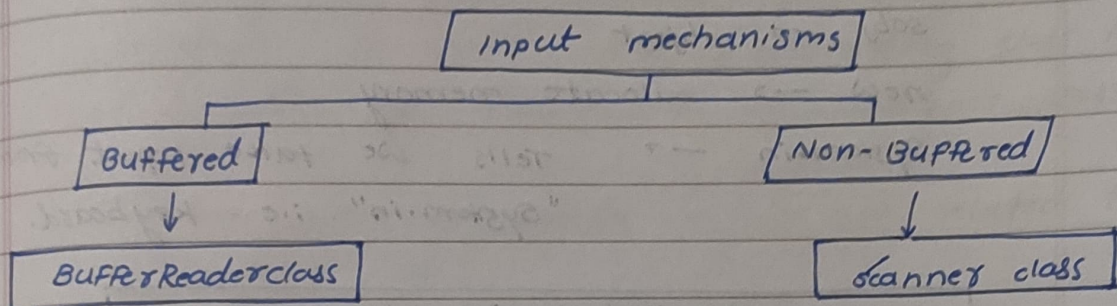 Input mechanisms
Buffered
Non-Buffered
BufferReaderclass
Scanner class